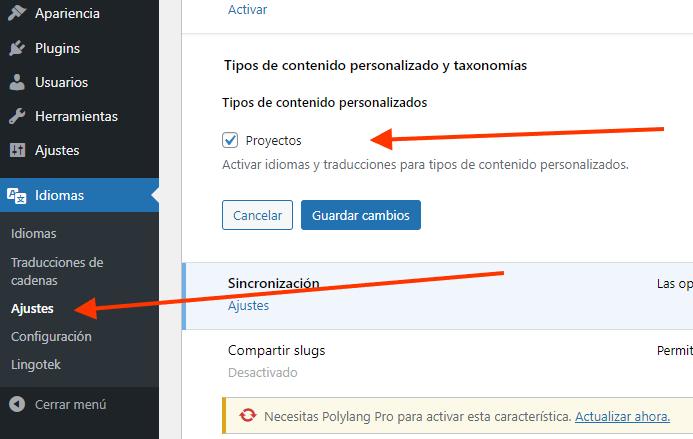 Apariencia
Plugins
Usuarios
Herramientas
Ajustes
Idiomas
Idiomas
Traducciones de
cadenas
Ajustes
Configuración
Lingotek
Cerrar menú
Activar
Tipos de contenido personalizado y taxonomías
Tipos de contenido personalizados
Proyectos
Activar idiomas y traducciones para tipos de contenido personalizados.
Cancelar
Guardar cambios
Sincronización
Las op
Ajustes
Compartir slugs
Permit
Desactivado
Necesitas Polylang Pro para activar esta característica. Actualizar ahora.